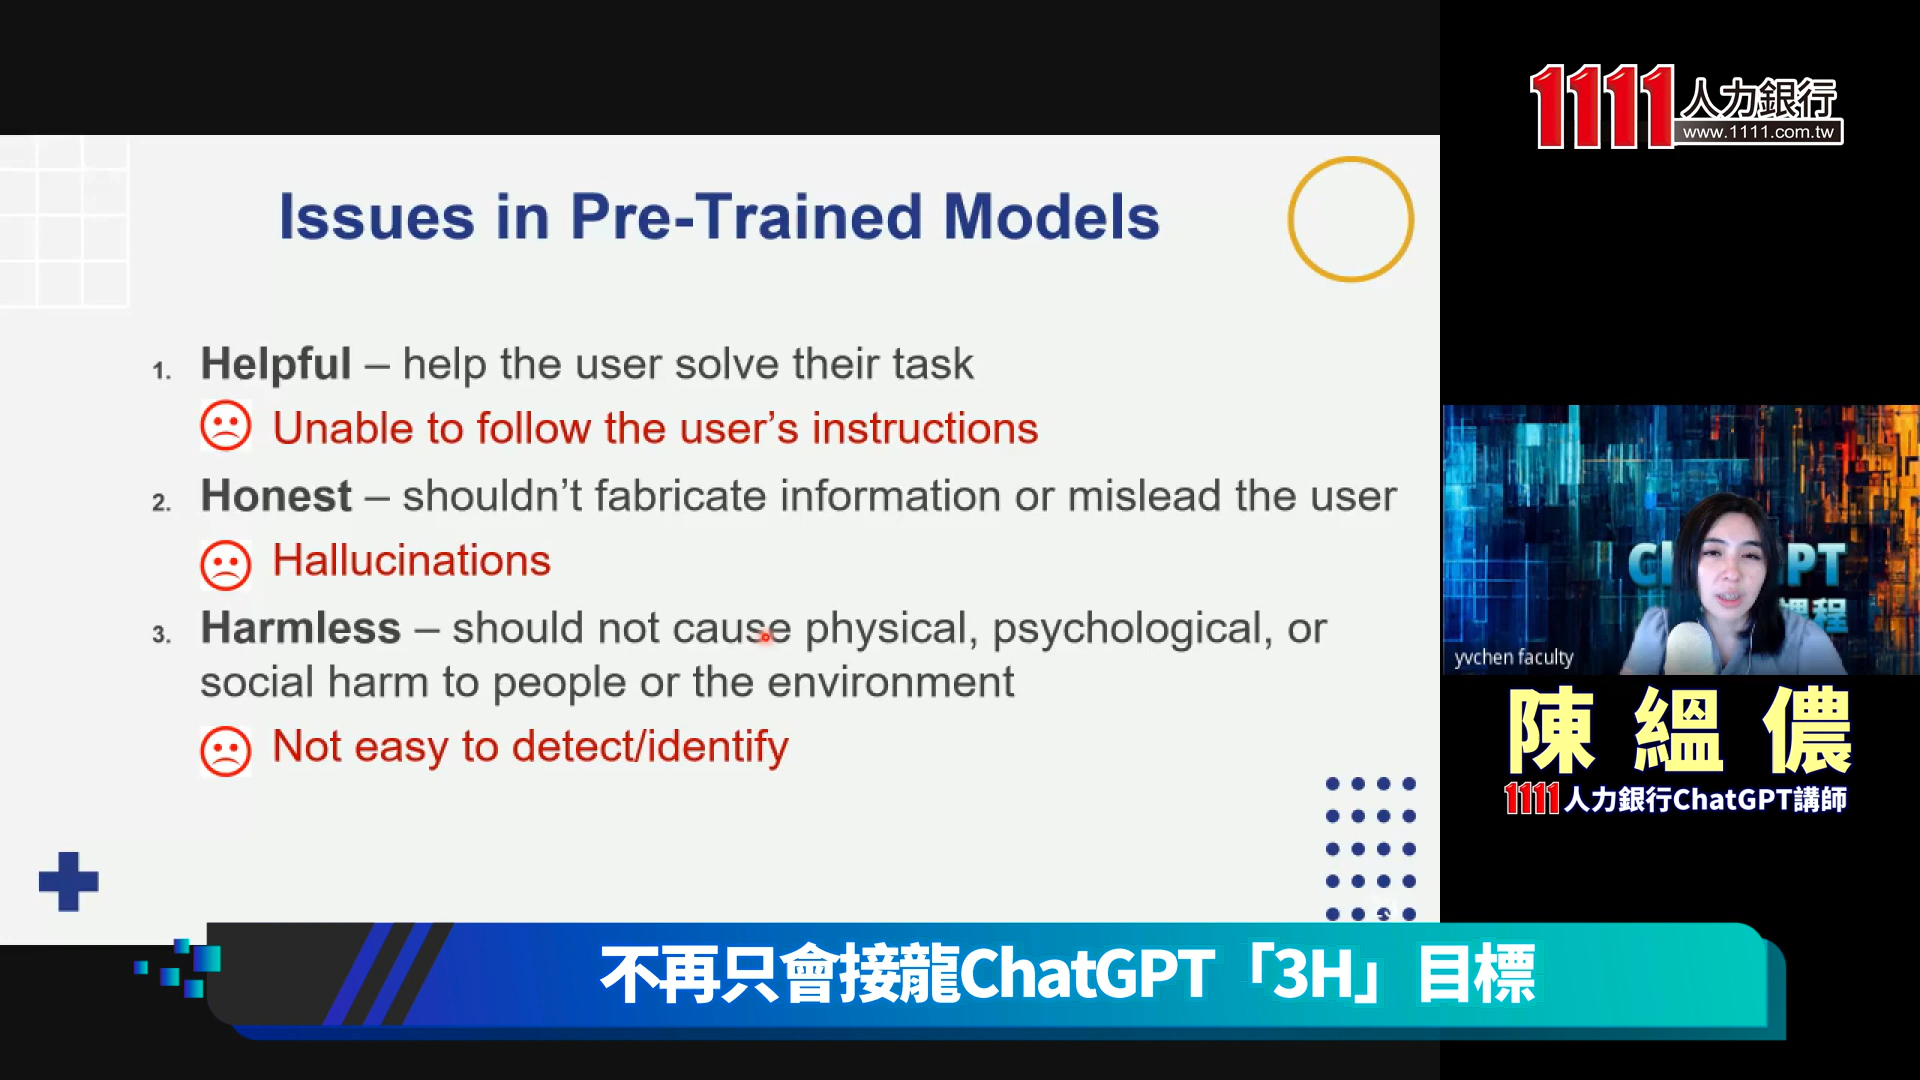 Issues in Pre-Trained Models
1. Helpful – help the user solve their task
Unable to follow the user’s instructions
2. Honest – shouldn’t fabricate information or mislead the user
Hallucinations
3. Harmless – should not cause physical, psychological, or
social harm to people or the environment
Not easy to detect/identify
1111人力銀行
www.1111.com.tw
yvchen faculty
陳縕儂
1111人力銀行ChatGPT講師
不再只會接龍ChatGPT「3H」目標